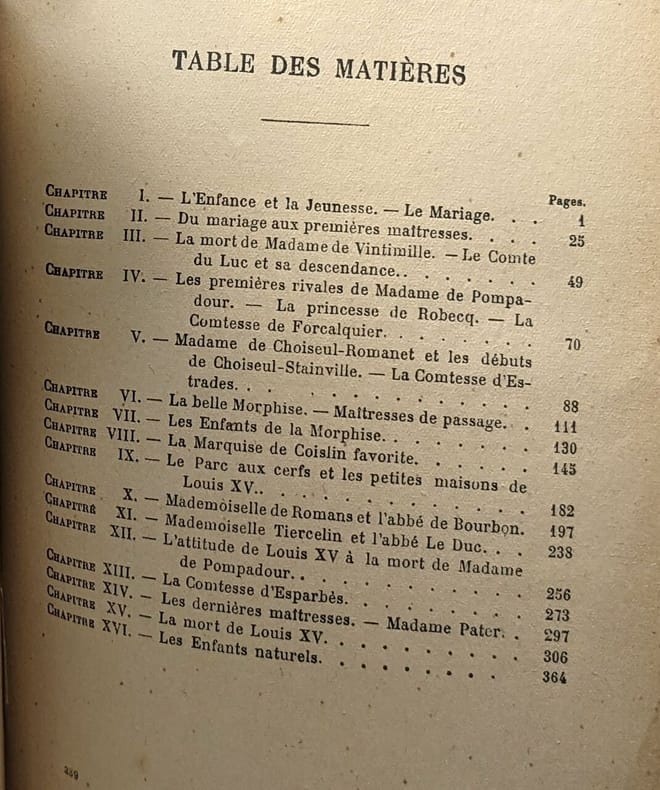 TABLE DES MATIÈRES
Pages.
CHAPITRE I. — L'Enfance et la Jeunesse. — Le Mariage. . . 1
CHAPITRE II. — Du mariage aux premières maîtresses. . . . 25
CHAPITRE III. — La mort de Madame de Vintimille. — Le Comte
du Luc et sa descendance. . . . . . . 49
CHAPITRE IV. — Les premières rivales de Madame de Pompa-
dour. — La princesse de Robecq. — La
Comtesse de Forcalquier. . . . . . . 70
CHAPITRE V. — Madame de Choiseul-Romanet et les débuts
de Choiseul-Stainville. — La Comtesse d'Es-
trades. . . . . . . . . . . . 88
CHAPITRE VI. — La belle Morphise. — Maîtresses de passage. . 111
CHAPITRE VII. — Les Enfants de la Morphise. . . . . . . 130
CHAPITRE VIII. — La Marquise de Coislin favorite. . . . . . 145
CHAPITRE IX. — Le Parc aux cerfs et les petites maisons de
Louis XV. . . . . . . . . . . . 182
CHAPITRE X. — Mademoiselle de Romans et l'abbé de Bourbon. 197
CHAPITRE XI. — Mademoiselle Tiercelin et l'abbé Le Duc. . . 238
CHAPITRE XII. — L'attitude de Louis XV à la mort de Madame
de Pompadour. . . . . . . . . . 256
CHAPITRE XIII. — La Comtesse d'Esparbès. . . . . . . . 273
CHAPITRE XIV. — Les dernières maîtresses. — Madame Pater. . 297
CHAPITRE XV. — La mort de Louis XV. . . . . . . . . 306
CHAPITRE XVI. — Les Enfants naturels. . . . . . . . . 364